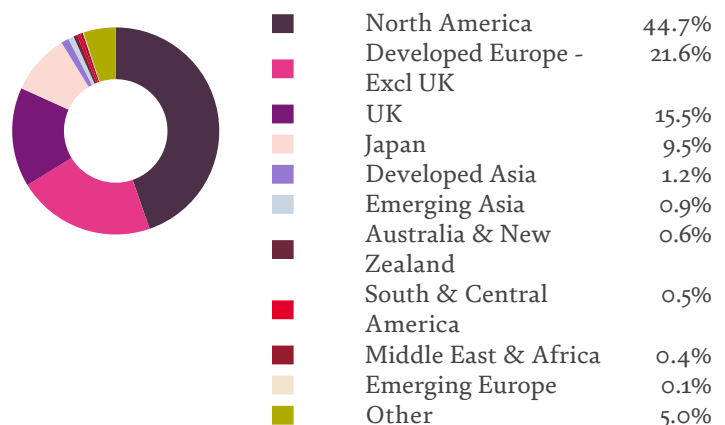 North America 44.7%
Developed Europe - 21.6%
Excl UK
UK 15.5%
Japan 9.5%
Developed Asia 1.2%
Emerging Asia 0.9%
Australia & New 0.6%
Zealand
South & Central 0.5%
America
Middle East & Africa 0.4%
Emerging Europe 0.1%
Other 5.0%